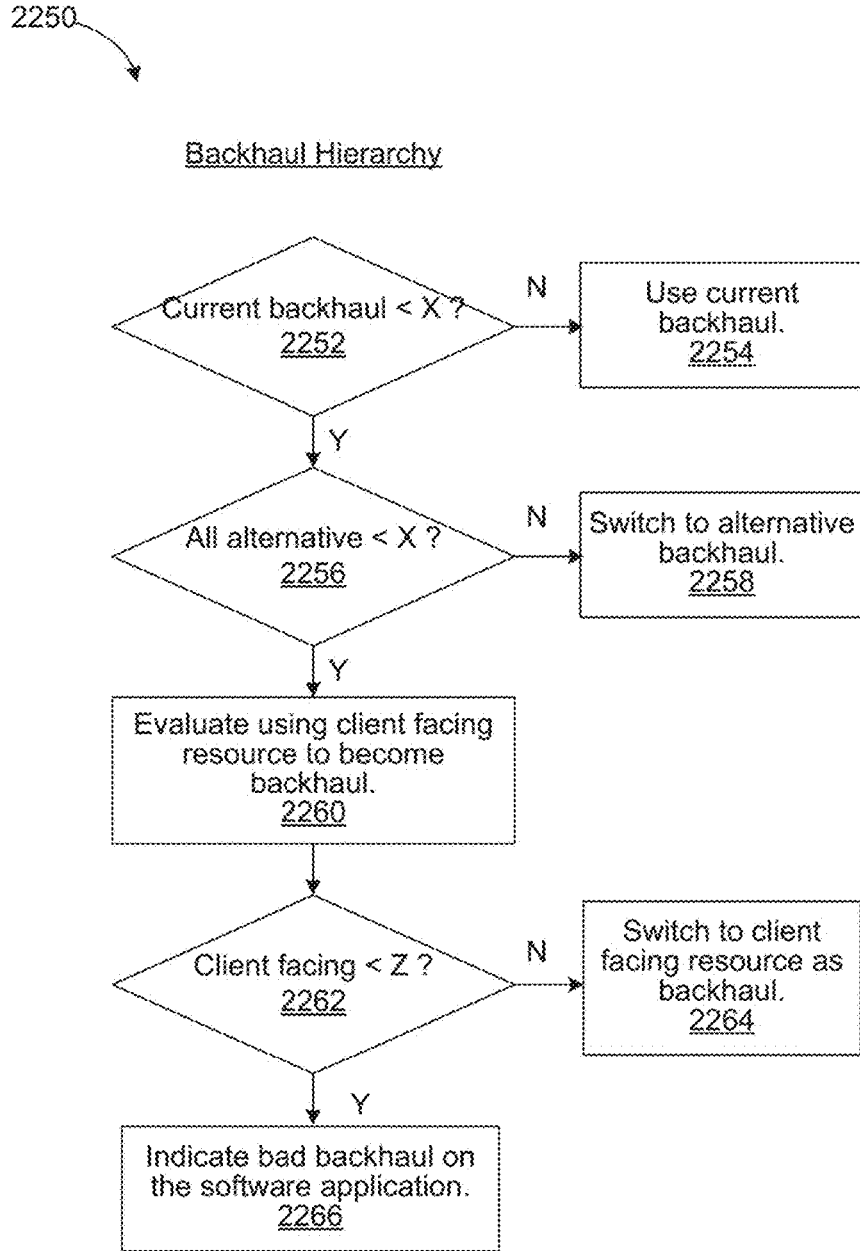 2250
Backhaul Hierarchy
Current backhaul < X ?
2252
N
Use current
backhaul.
2254
Y
All alternative < X ?
2256
N
Switch to alternative
backhaul.
2258
Y
Evaluate using client facing
resource to become
backhaul.
2260
Client facing < Z ?
2262
N
Switch to client
facing resource as
backhaul.
2264
Y
Indicate bad backhaul on
the software application.
2266